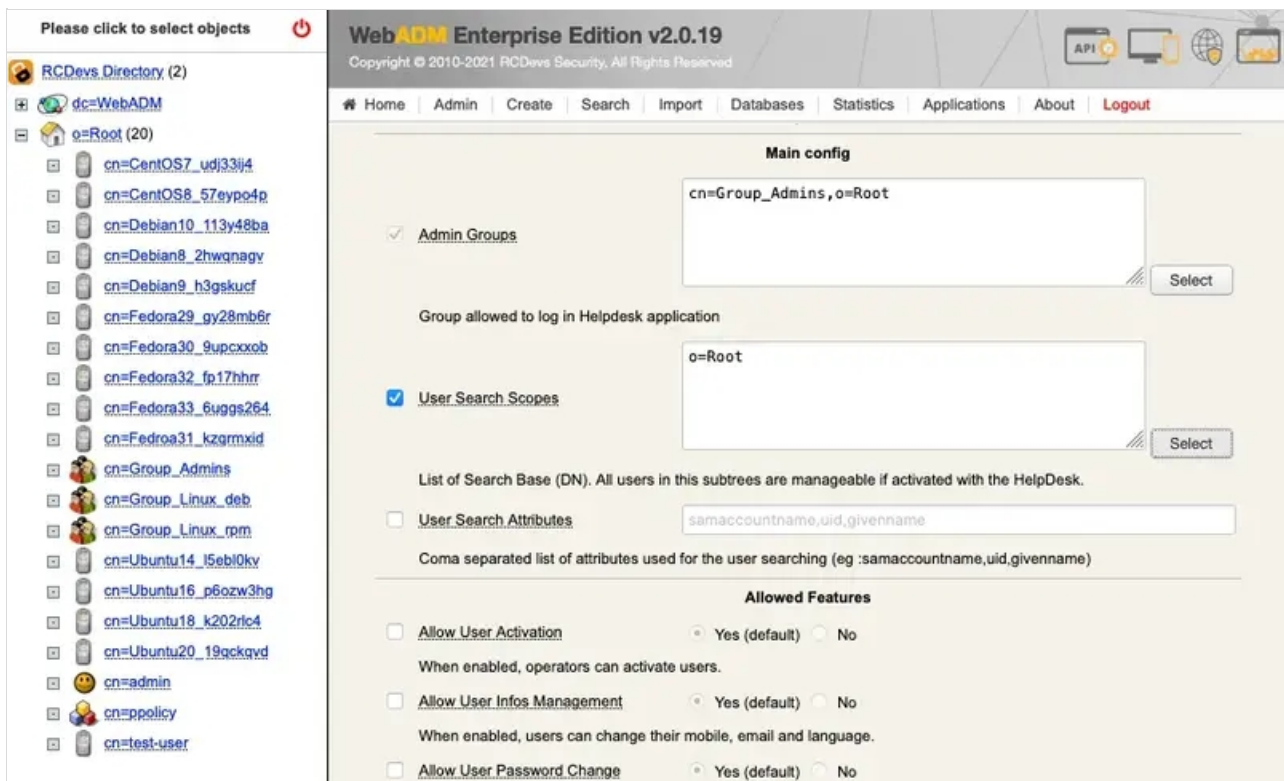 Please click to select objects
RCDevs Directory (2)
dc=WebADM
o=Root (20)
cn=CentOS7_udj33ij4
cn=CentOS8_57eypo4p
cn=Debian10_113y48ba
cn=Debian8_2hwqnagv
cn=Debian9_h3gskucf
cn=Fedora29_gy28mb6r
cn=Fedora30_9upcxxob
cn=Fedora32_fp17hhrr
cn=Fedora33_6uggs264
cn=Fedroa31_kzqrmxid
cn=Group_Admins
cn=Group_Linux_deb
cn=Group_Linux_rpm
cn=Ubuntu14_l5ebl0kv
cn=Ubuntu16_p6ozw3hg
cn=Ubuntu18_k202rlc4
cn=Ubuntu20_19qckqvd
cn=admin
cn=ppolicy
cn=test-user
WebADM Enterprise Edition v2.0.19
Copyright © 2010-2021 RCDevs Security, All Rights Reserved
API
Home Admin Create Search Import Databases Statistics Applications About Logout
Main config
cn=Group_Admins,o=Root
Admin Groups
Select
Group allowed to log in Helpdesk application
o=Root
User Search Scopes
Select
List of Search Base (DN). All users in this subtrees are manageable if activated with the HelpDesk.
User Search Attributes samaccountname,uid,givenname
Coma separated list of attributes used for the user searching (eg :samaccountname,uid,givenname)
Allowed Features
Allow User Activation Yes (default) No
When enabled, operators can activate users.
Allow User Infos Management Yes (default) No
When enabled, users can change their mobile, email and language.
Allow User Password Change Yes (default) No